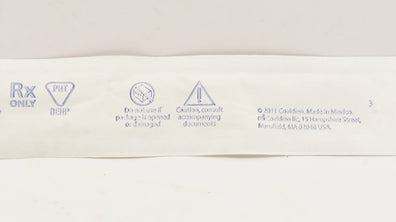 Rx
ONLY
PHT
DEHP
Do not use if
package is opened
or damaged
Caution, consult
accompanying
documents
© 2011 Covidien. Made in Mexico.
Covidien llc, 15 Hampshire Street,
Mansfield, MA 02048 USA.
3